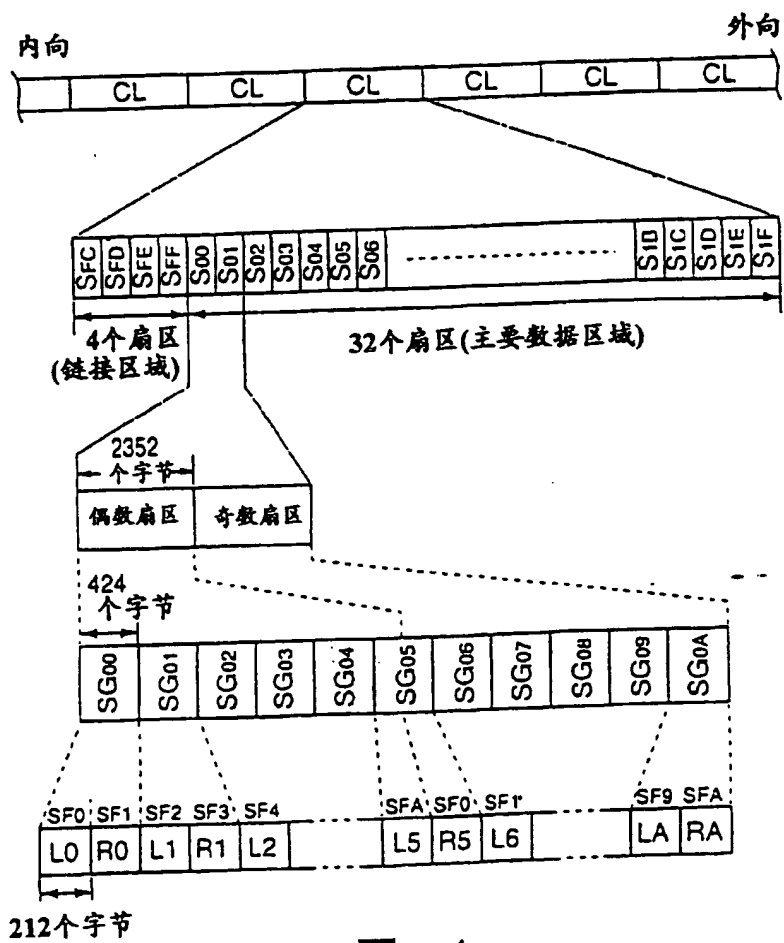 内向
外向
CL CL CL CL CL CL
SFC SFD SFE SFF S00 S01 S02 S03 S04 S05 S06 S1B S1C S1D S1E S1F
4个扇区
(链接区域)
32个扇区(主要数据区域)
2352
个字节
偶数扇区 奇数扇区
424
个字节
SG00 SG01 SG02 SG03 SG04 SG05 SG06 SG07 SG08 SG09 SG0A
SF0 SF1 SF2 SF3 SF4 SFA SF0 SF1 SF9 SFA
L0 R0 L1 R1 L2 L5 R5 L6 LA RA
212个字节